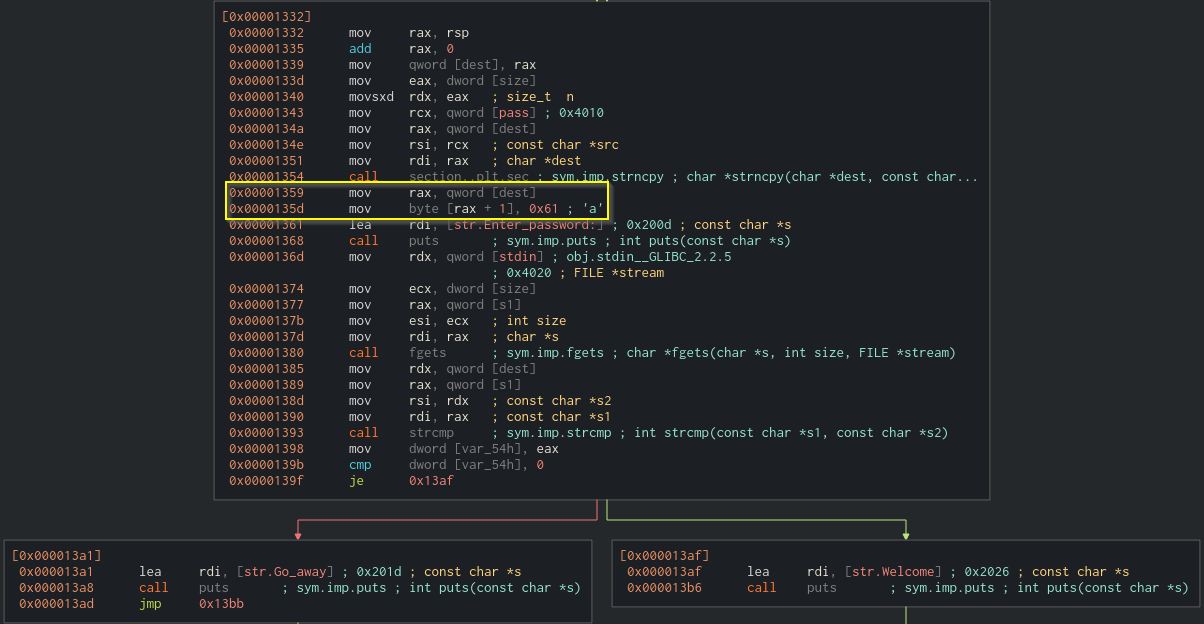 [0x00001332]
0x00001332 mov rax, rsp
0x00001335 add rax, 0
0x00001339 mov qword [dest], rax
0x0000133d mov eax, dword [size]
0x00001340 movsxd rdx, eax ; size_t n
0x00001343 mov rcx, qword [pass] ; 0x4010
0x0000134a mov rax, qword [dest]
0x0000134e mov rsi, rcx ; const char *src
0x00001351 mov rdi, rax ; char *dest
0x00001354 call section..plt.sec ; sym.imp.strncpy ; char *strncpy(char *dest, const char...
0x00001359 mov rax, qword [dest]
0x0000135d mov byte [rax + 1], 0x61 ; 'a'
0x00001361 lea rdi, [str.Enter_password:] ; 0x200d ; const char *s
0x00001368 call puts ; sym.imp.puts ; int puts(const char *s)
0x0000136d mov rdx, qword [stdin] ; obj.stdin__GLIBC_2.2.5
; 0x4020 ; FILE *stream
0x00001374 mov ecx, dword [size]
0x00001377 mov rax, qword [s1]
0x0000137b mov esi, ecx ; int size
0x0000137d mov rdi, rax ; char *s
0x00001380 call fgets ; sym.imp.fgets ; char *fgets(char *s, int size, FILE *stream)
0x00001385 mov rdx, qword [dest]
0x00001389 mov rax, qword [s1]
0x0000138d mov rsi, rdx ; const char *s2
0x00001390 mov rdi, rax ; const char *s1
0x00001393 call strcmp ; sym.imp.strcmp ; int strcmp(const char *s1, const char *s2)
0x00001398 mov dword [var_54h], eax
0x0000139b cmp dword [var_54h], 0
0x0000139f je 0x13af
[0x000013a1]
0x000013a1 lea rdi, [str.Go_away] ; 0x201d ; const char *s
0x000013a8 call puts ; sym.imp.puts ; int puts(const char *s)
0x000013ad jmp 0x13bb
[0x000013af]
0x000013af lea rdi, [str.Welcome] ; 0x2026 ; const char *s
0x000013b6 call puts ; sym.imp.puts ; int puts(const char *s)